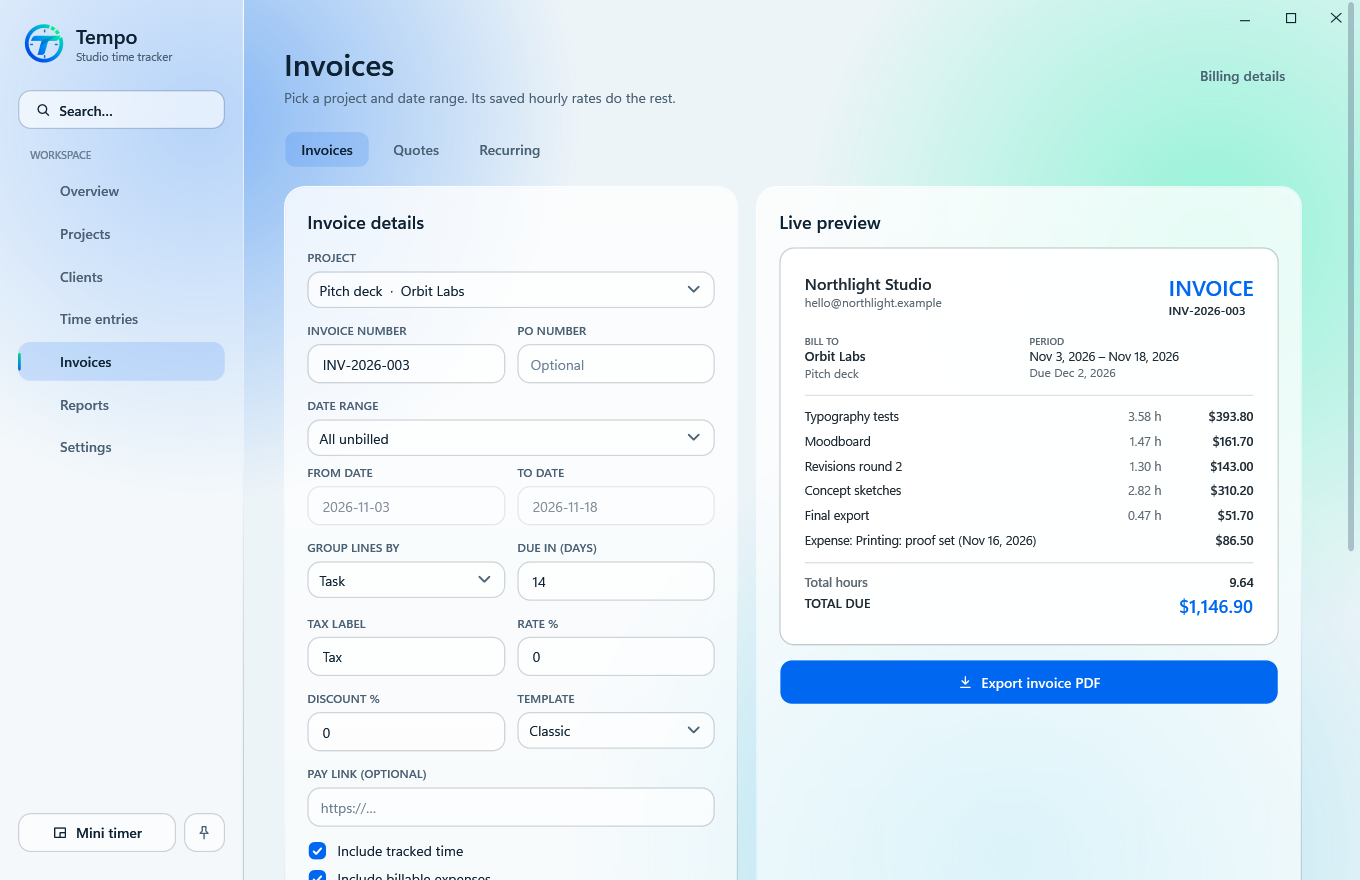 Tempo
Studio time tracker
Search...
WORKSPACE
Overview
Projects
Clients
Time entries
Invoices
Reports
Settings
Mini timer
Invoices
Pick a project and date range. Its saved hourly rates do the rest.
Billing details
Invoices Quotes Recurring
Invoice details
PROJECT
Pitch deck · Orbit Labs
INVOICE NUMBER PO NUMBER
INV-2026-003 Optional
DATE RANGE
All unbilled
FROM DATE TO DATE
2026-11-03 2026-11-18
GROUP LINES BY DUE IN (DAYS)
Task 14
TAX LABEL RATE %
Tax 0
DISCOUNT % TEMPLATE
0 Classic
PAY LINK (OPTIONAL)
https://...
Include tracked time
Include billable expenses
Live preview
Northlight Studio INVOICE
hello@northlight.example INV-2026-003
BILL TO PERIOD
Orbit Labs Nov 3, 2026 – Nov 18, 2026
Pitch deck Due Dec 2, 2026
Typography tests 3.58 h $393.80
Moodboard 1.47 h $161.70
Revisions round 2 1.30 h $143.00
Concept sketches 2.82 h $310.20
Final export 0.47 h $51.70
Expense: Printing: proof set (Nov 16, 2026) $86.50
Total hours 9.64
TOTAL DUE $1,146.90
Export invoice PDF